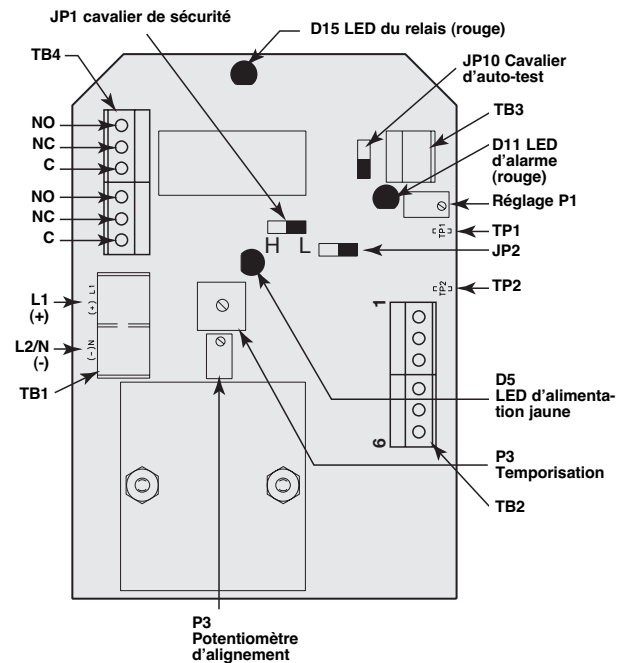 JP1 cavalier de sécurité
D15 LED du relais (rouge)
TB4
JP10 Cavalier
d'auto-test
TB3
NO
NC
C
NO
NC
C
D11 LED
d'alarme
(rouge)
Réglage P1
TP1
TP1
JP2
H L
TP2
TP2
L1
(+)
(+) L1
L2/N
(-)
(-)N
TB1
1
6
D5
LED d'alimenta-
tion jaune
P3
Temporisation
TB2
P3
Potentiomètre
d'alignement